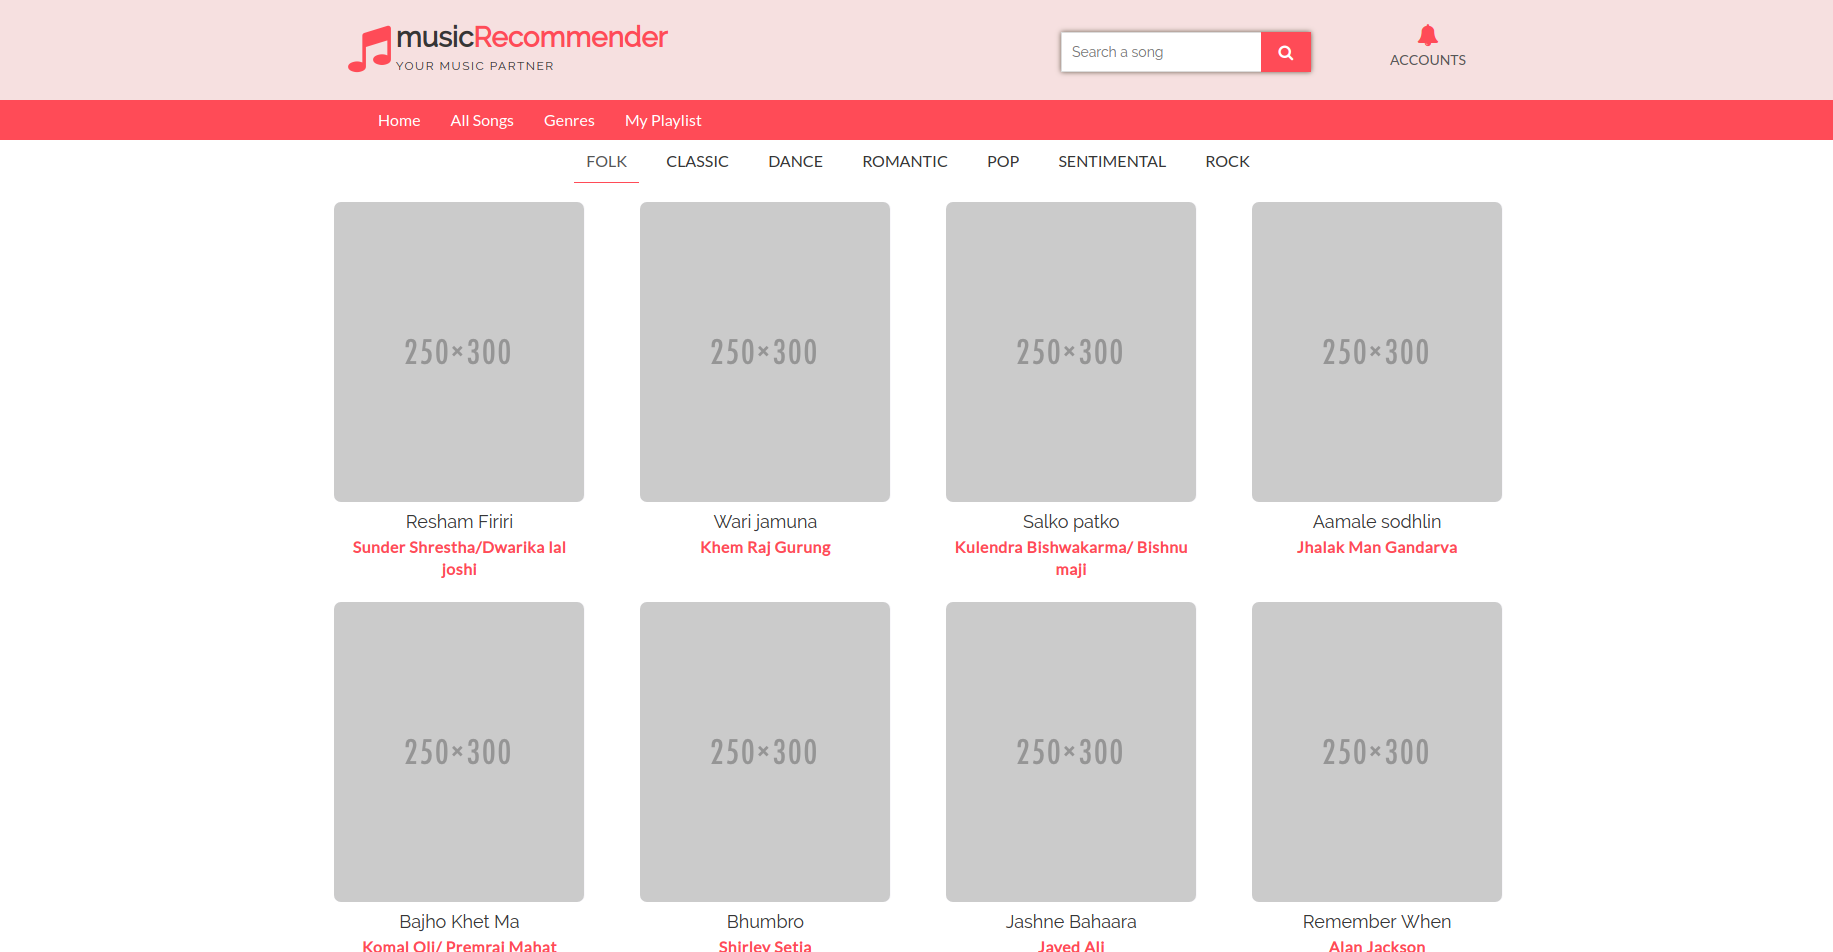 musicRecommender
YOUR MUSIC PARTNER
Search a song
ACCOUNTS
Home All Songs Genres My Playlist
FOLK CLASSIC DANCE ROMANTIC POP SENTIMENTAL ROCK
250×300 250×300 250×300 250×300
Resham Firiri Wari jamuna Salko patko Aamale sodhlin
Sunder Shrestha/Dwarika lal Khem Raj Gurung Kulendra Bishwakarma/ Bishnu Jhalak Man Gandarva
joshi maji
250×300 250×300 250×300 250×300
Bajho Khet Ma Bhumbro Jashne Bahaara Remember When
Komal Oli/ Premraj Mahat Shirley Setia Javed Ali Alan Jackson